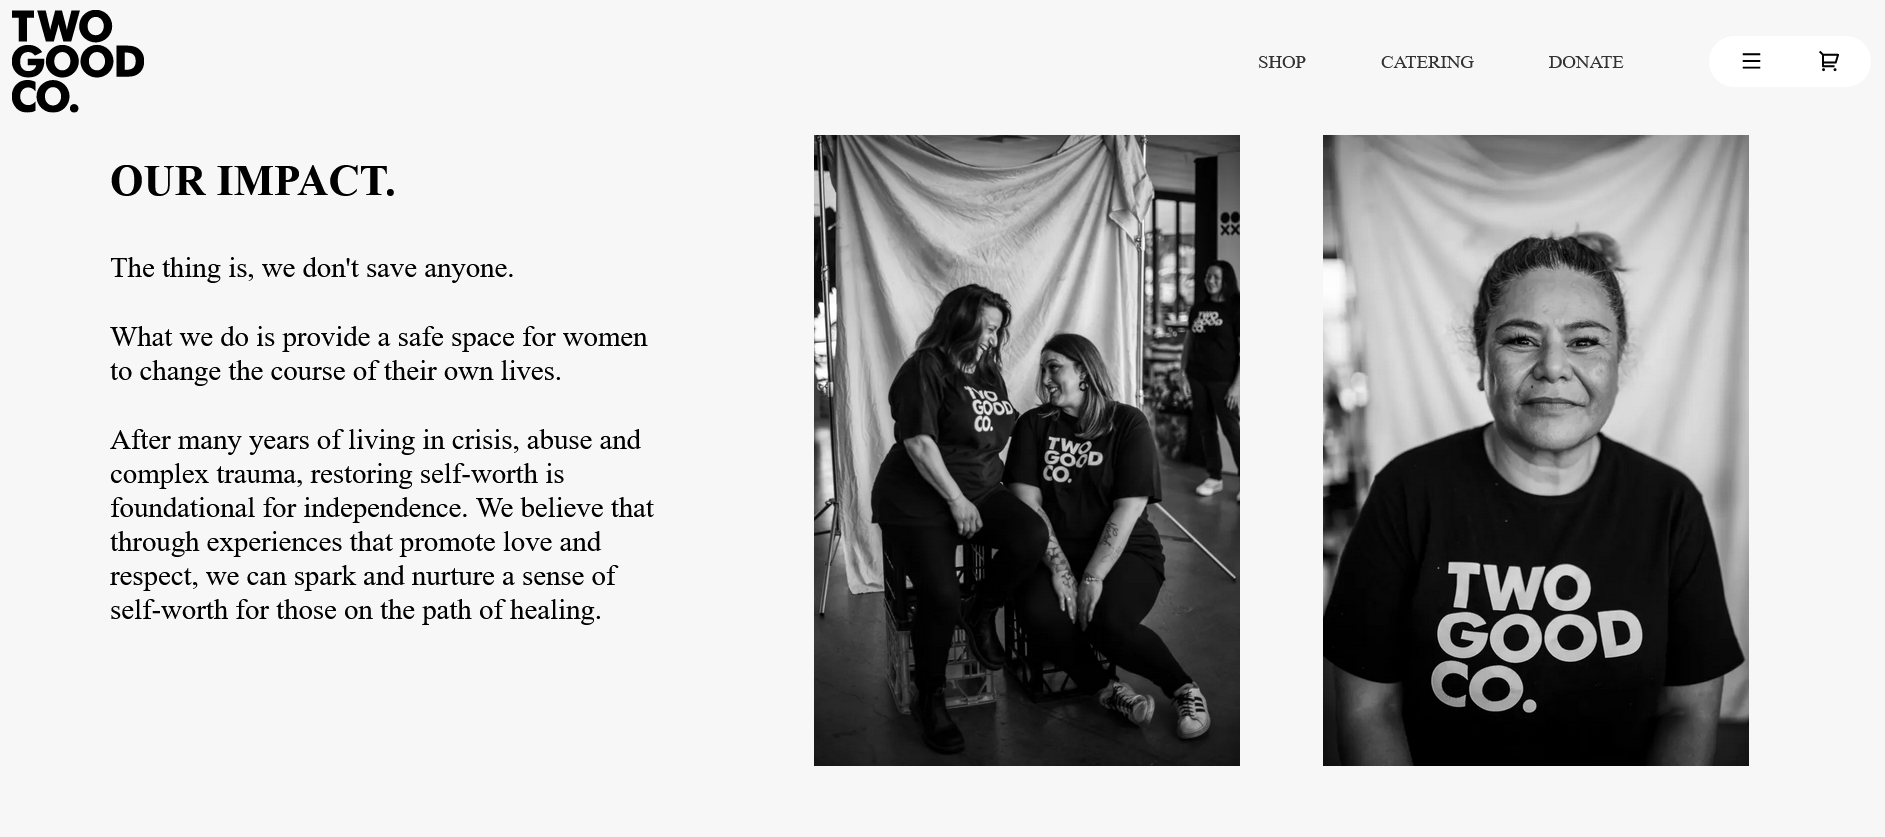 TWO
GOOD
CO.
SHOP
CATERING
DONATE
OUR IMPACT.
The thing is, we don't save anyone.
What we do is provide a safe space for women
to change the course of their own lives.
After many years of living in crisis, abuse and
complex trauma, restoring self-worth is
foundational for independence. We believe that
through experiences that promote love and
respect, we can spark and nurture a sense of
self-worth for those on the path of healing.
XX
TWO
GOOD
CO.
TWO
GOOD
CO.
TWO
GOOD
CO.
TWO
GOOD
CO.